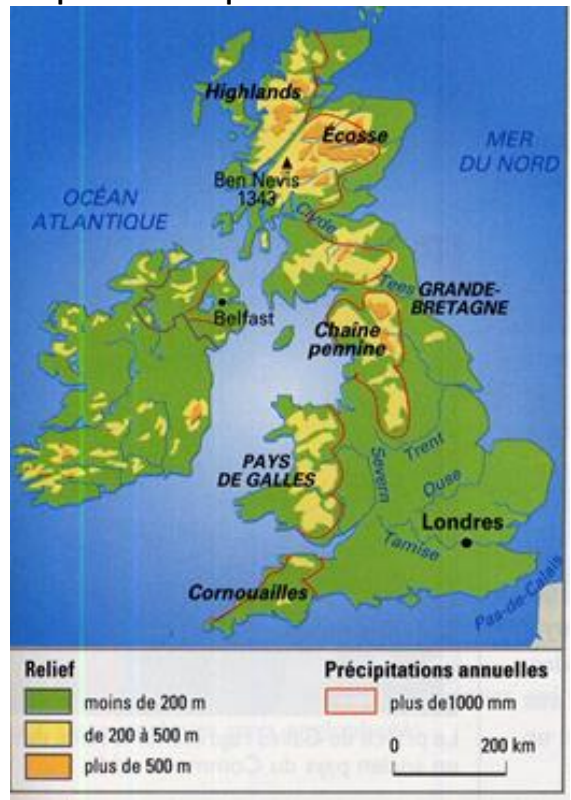 Highlands
Écosse
MER
DU NORD
Ben Nevis
1343
OCÉAN
ATLANTIQUE
Clyde
Tees
GRANDE-
BRETAGNE
Belfast
Chaîne
pennine
PAYS
DE GALLES
Severn
Trent
Ouse
Londres
Tamise
Cornouailles
Pas-de-Calais
Relief
moins de 200 m
de 200 à 500 m
plus de 500 m
Précipitations annuelles
plus de1000 mm
0 200 km